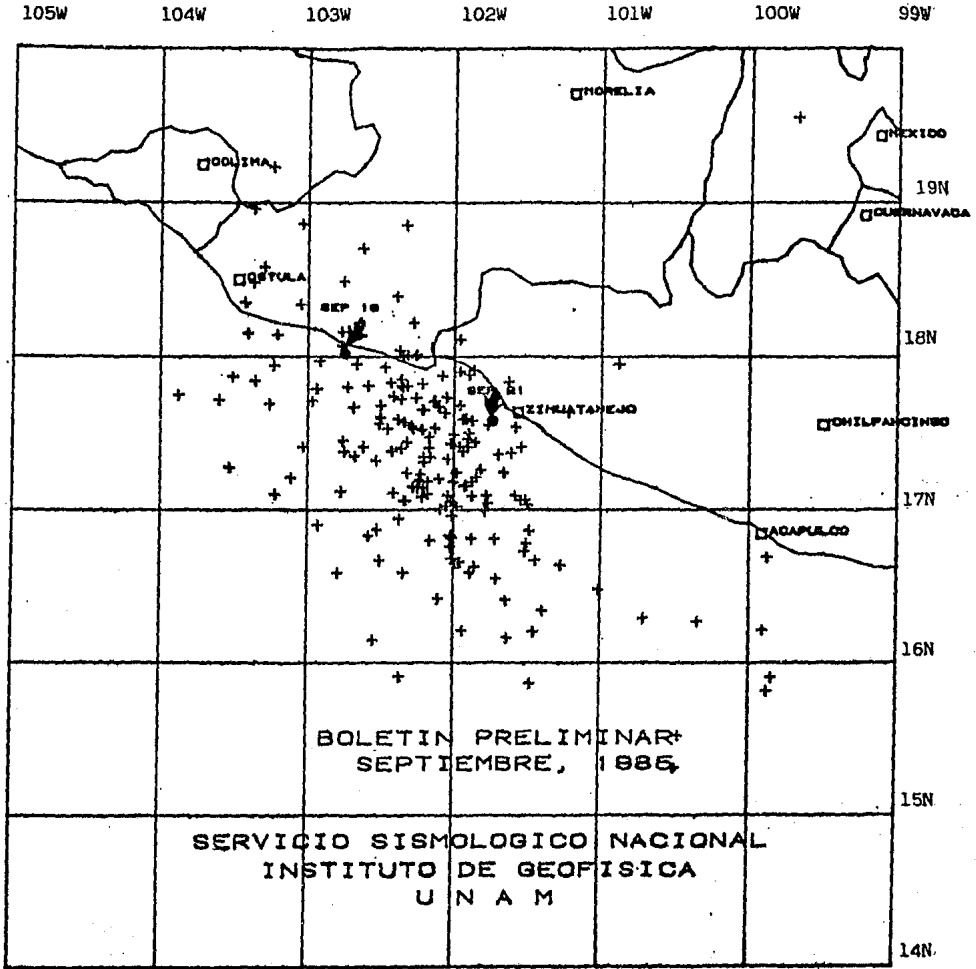 105W 104W 103W 102W 101W 100W 99W
MORELIA
MEXICO
COLIMA
19N
CUERNAVACA
OSTULA
SEP 19
18N
SEP 21
ZIHUATANEJO
CHILPANCINGO
17N
ACAPULCO
16N
BOLETIN PRELIMINAR
SEPTIEMBRE, 1985
15N
SERVICIO SISMOLOGICO NACIONAL
INSTITUTO DE GEOFISICA
U N A M
14N